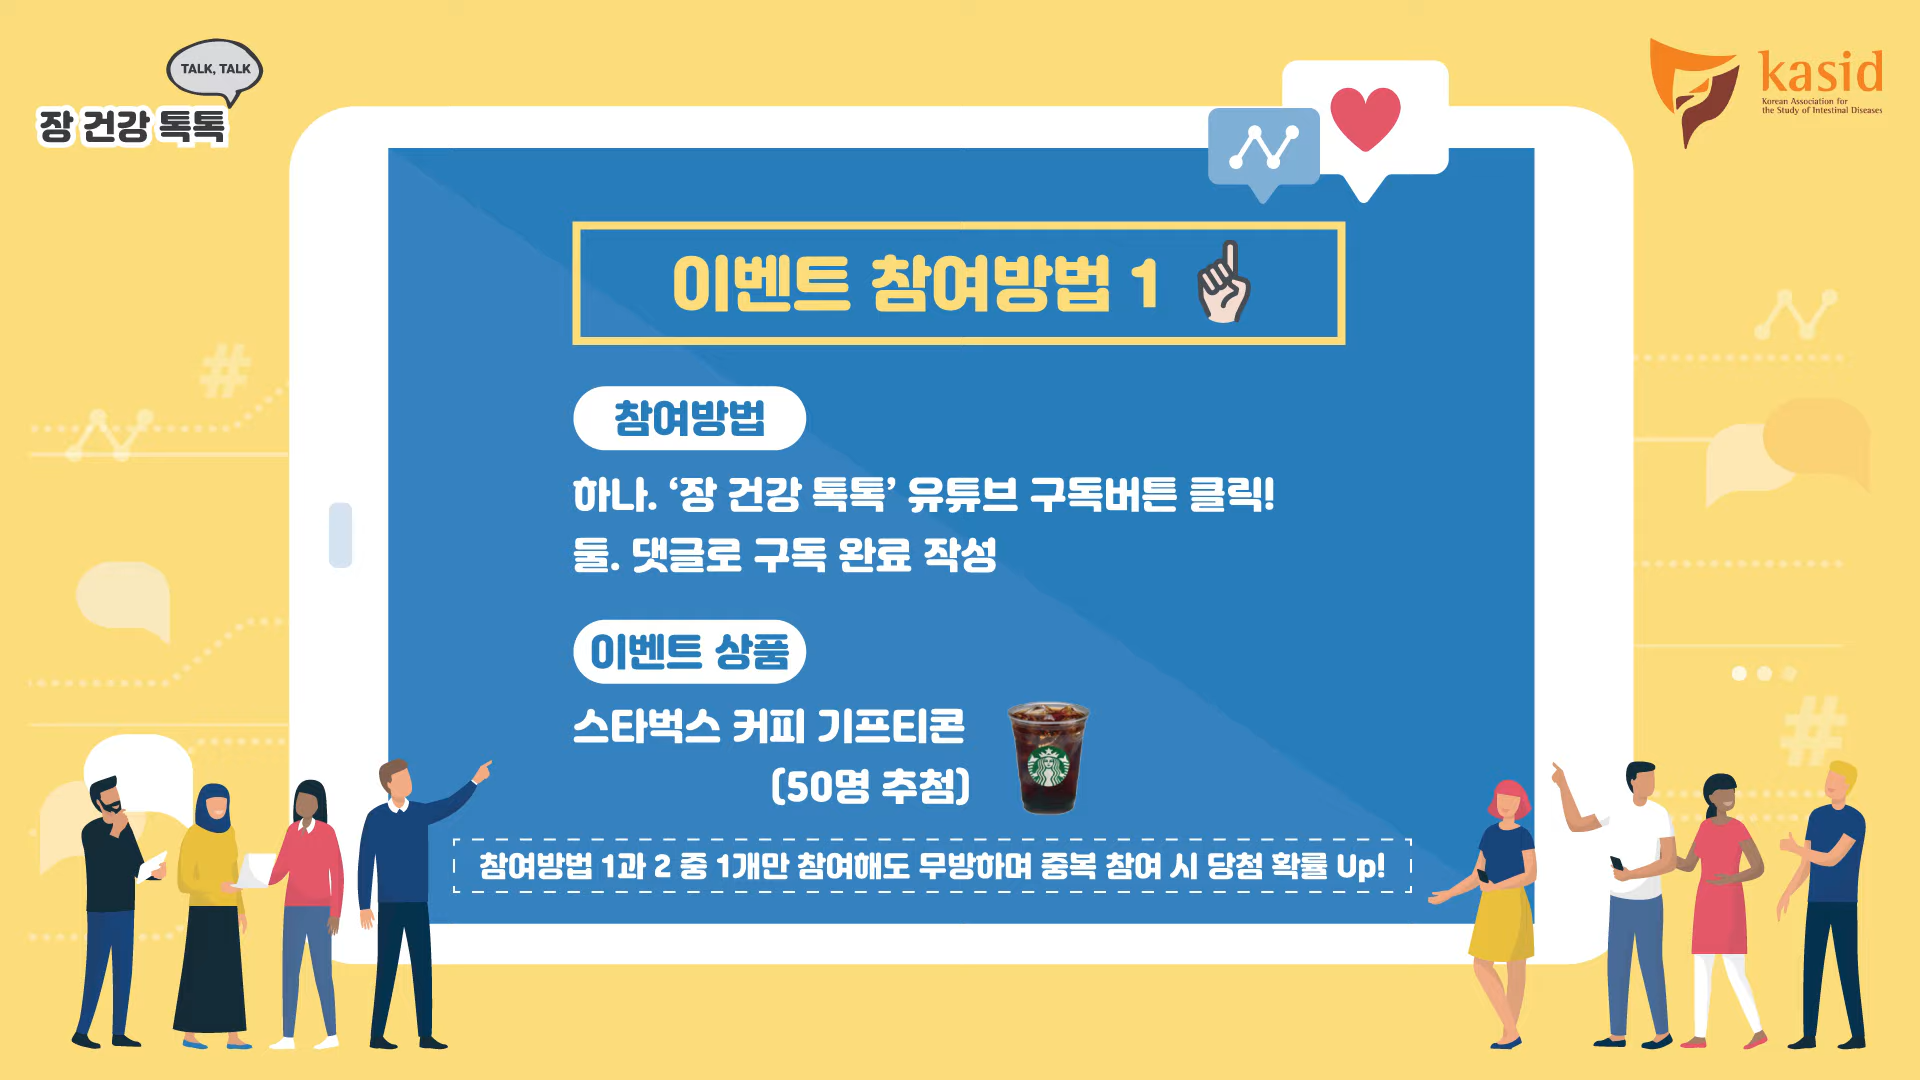 TALK, TALK
장 건강 톡톡
kasid
Korean Association for
the Study of Intestinal Diseases
이벤트 참여방법 1
참여방법
하나. ‘장 건강 톡톡’ 유튜브 구독버튼 클릭!
둘. 댓글로 구독 완료 작성
이벤트 상품
스타벅스 커피 기프티콘
(50명 추첨)
참여방법 1과 2 중 1개만 참여해도 무방하며 중복 참여 시 당첨 확률 Up!